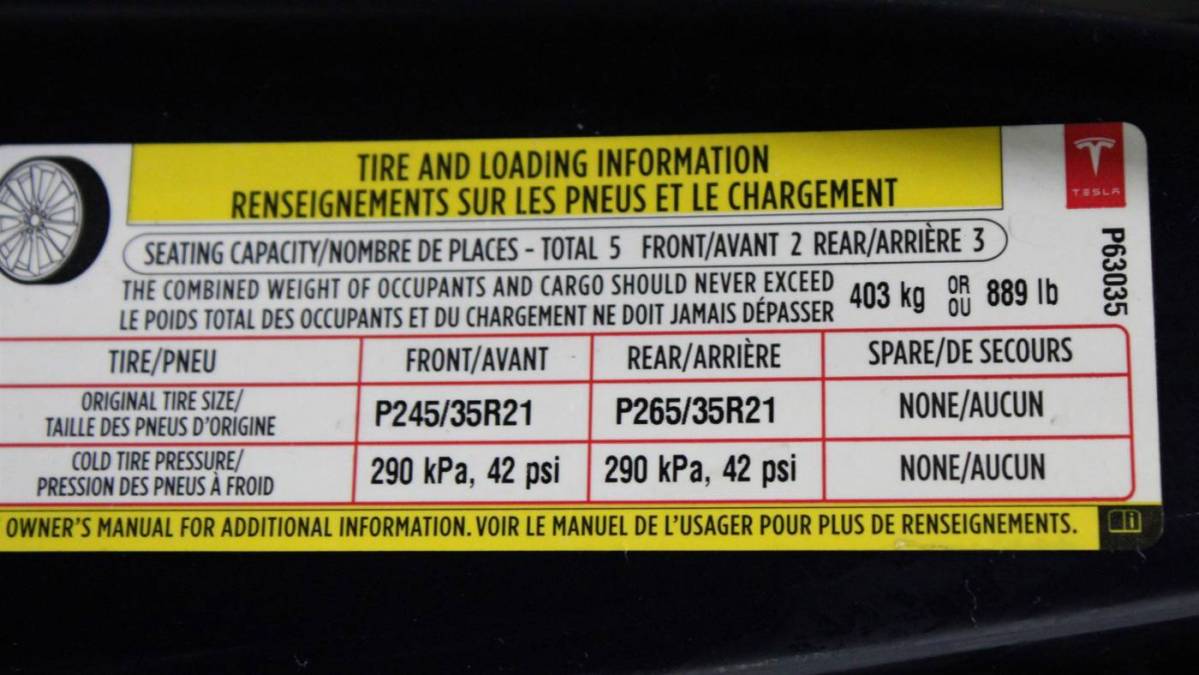 TIRE AND LOADING INFORMATION
RENSEIGNEMENTS SUR LES PNEUS ET LE CHARGEMENT
TESLA
SEATING CAPACITY/NOMBRE DE PLACES - TOTAL 5 FRONT/AVANT 2 REAR/ARRIÈRE 3
P63035
THE COMBINED WEIGHT OF OCCUPANTS AND CARGO SHOULD NEVER EXCEED
LE POIDS TOTAL DES OCCUPANTS ET DU CHARGEMENT NE DOIT JAMAIS DÉPASSER
403 kg OR OU 889 lb
TIRE/PNEU FRONT/AVANT REAR/ARRIÈRE SPARE/DE SECOURS
ORIGINAL TIRE SIZE/
TAILLE DES PNEUS D'ORIGINE
P245/35R21 P265/35R21 NONE/AUCUN
COLD TIRE PRESSURE/
PRESSION DES PNEUS À FROID
290 kPa, 42 psi 290 kPa, 42 psi NONE/AUCUN
OWNER'S MANUAL FOR ADDITIONAL INFORMATION. VOIR LE MANUEL DE L'USAGER POUR PLUS DE RENSEIGNEMENTS.